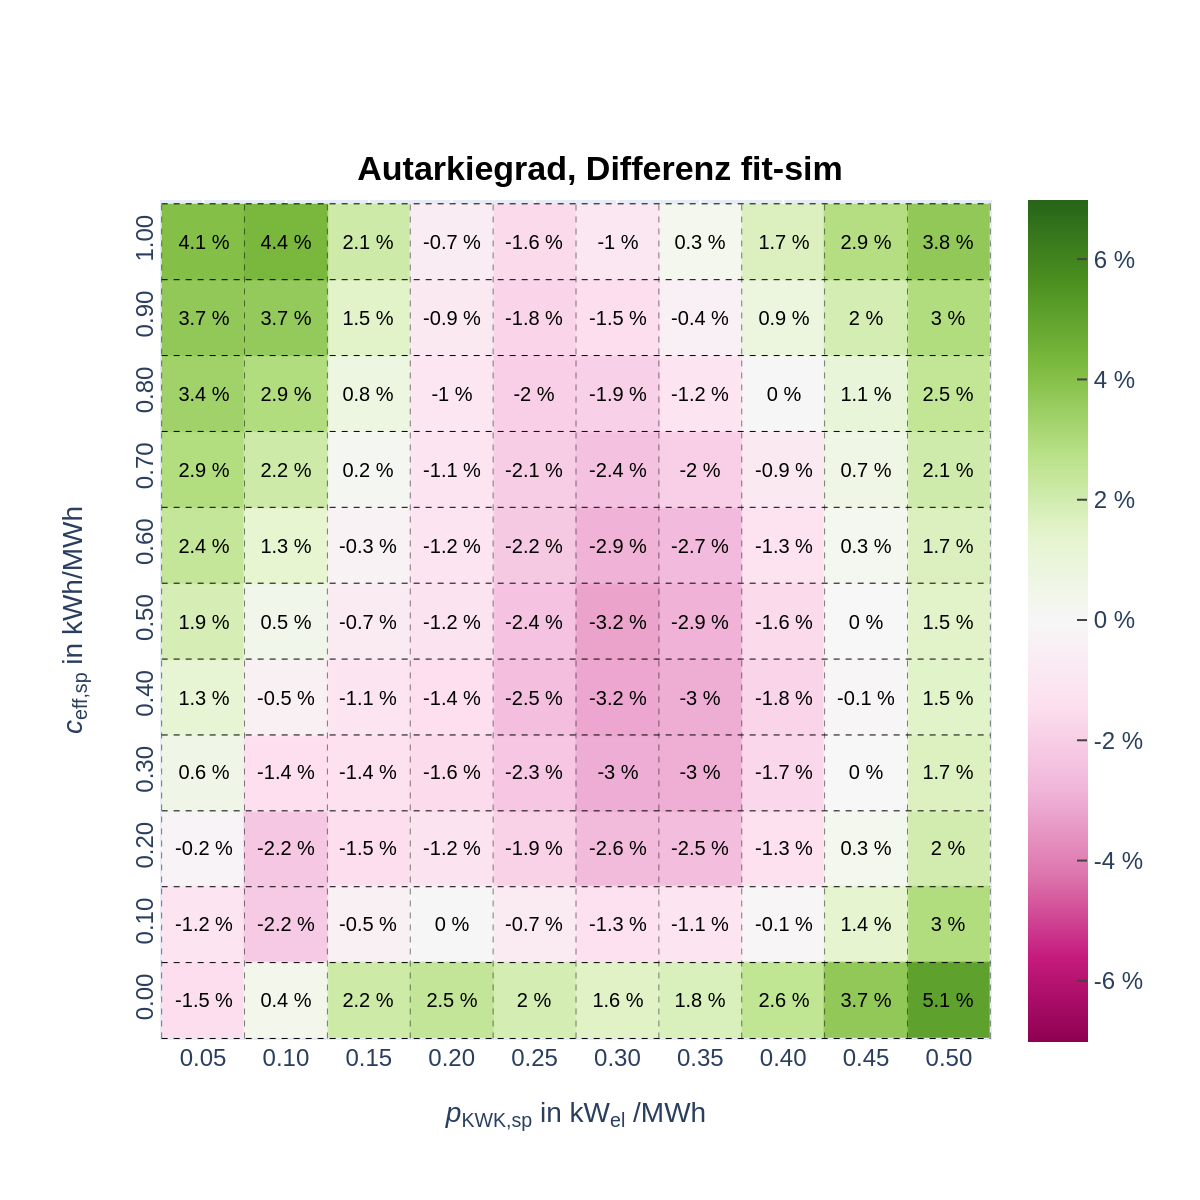 Autarkiegrad, Differenz fit-sim
1.00 4.1 % 4.4 % 2.1 % -0.7 % -1.6 % -1 % 0.3 % 1.7 % 2.9 % 3.8 %
0.90 3.7 % 3.7 % 1.5 % -0.9 % -1.8 % -1.5 % -0.4 % 0.9 % 2 % 3 %
0.80 3.4 % 2.9 % 0.8 % -1 % -2 % -1.9 % -1.2 % 0 % 1.1 % 2.5 %
0.70 2.9 % 2.2 % 0.2 % -1.1 % -2.1 % -2.4 % -2 % -0.9 % 0.7 % 2.1 %
0.60 2.4 % 1.3 % -0.3 % -1.2 % -2.2 % -2.9 % -2.7 % -1.3 % 0.3 % 1.7 %
0.50 1.9 % 0.5 % -0.7 % -1.2 % -2.4 % -3.2 % -2.9 % -1.6 % 0 % 1.5 %
0.40 1.3 % -0.5 % -1.1 % -1.4 % -2.5 % -3.2 % -3 % -1.8 % -0.1 % 1.5 %
0.30 0.6 % -1.4 % -1.4 % -1.6 % -2.3 % -3 % -3 % -1.7 % 0 % 1.7 %
0.20 -0.2 % -2.2 % -1.5 % -1.2 % -1.9 % -2.6 % -2.5 % -1.3 % 0.3 % 2 %
0.10 -1.2 % -2.2 % -0.5 % 0 % -0.7 % -1.3 % -1.1 % -0.1 % 1.4 % 3 %
0.00 -1.5 % 0.4 % 2.2 % 2.5 % 2 % 1.6 % 1.8 % 2.6 % 3.7 % 5.1 %
0.05 0.10 0.15 0.20 0.25 0.30 0.35 0.40 0.45 0.50
pKWK,sp in kWel /MWh
ceff,sp in kWh/MWh
6 %
4 %
2 %
0 %
-2 %
-4 %
-6 %